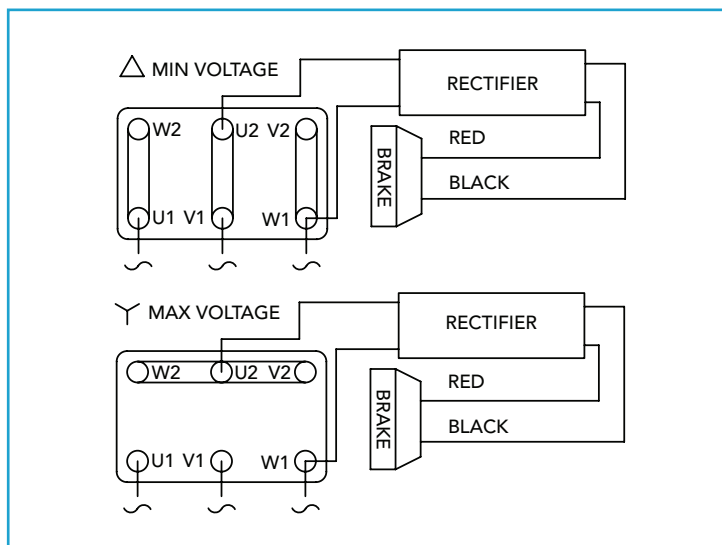 △ MIN VOLTAGE
RECTIFIER
W2 U2 V2
BRAKE
RED
BLACK
U1 V1 W1
MAX VOLTAGE
RECTIFIER
W2 U2 V2
BRAKE
RED
BLACK
U1 V1 W1